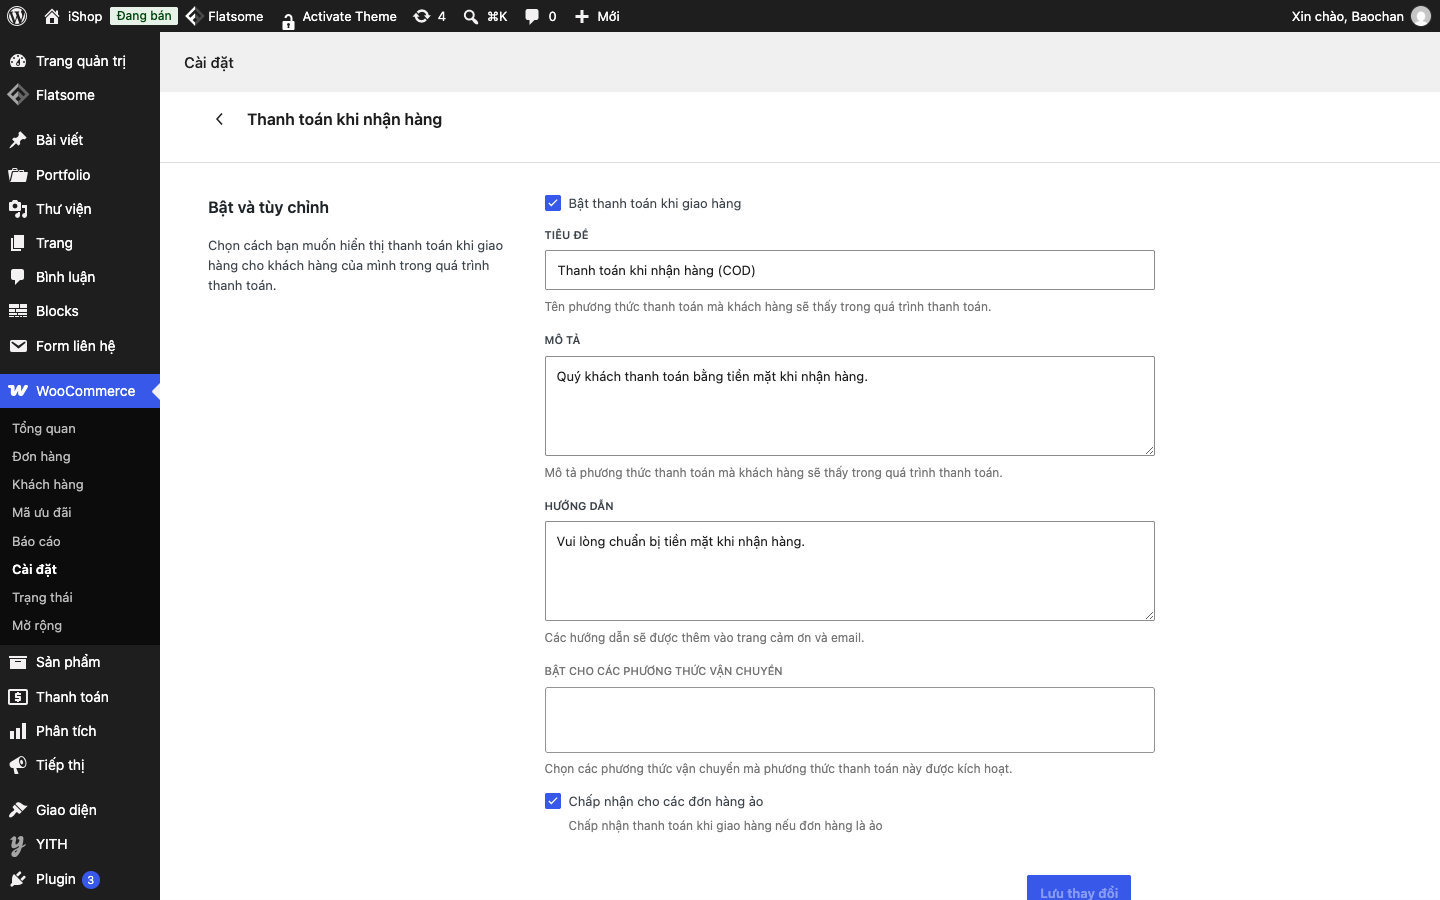 iShop
Đang bán
Flatsome
Activate Theme
4
⌘K
0
Mới
Xin chào, Baochan
Trang quản trị
Flatsome
Bài viết
Portfolio
Thư viện
Trang
Bình luận
Blocks
Form liên hệ
WooCommerce
Tổng quan
Đơn hàng
Khách hàng
Mã ưu đãi
Báo cáo
Cài đặt
Trạng thái
Mở rộng
Sản phẩm
Thanh toán
Phân tích
Tiếp thị
Giao diện
YITH
Plugin 3
Cài đặt
Thanh toán khi nhận hàng
Bật và tùy chỉnh
Chọn cách bạn muốn hiển thị thanh toán khi giao
hàng cho khách hàng của mình trong quá trình
thanh toán.
Bật thanh toán khi giao hàng
TIÊU ĐỀ
Thanh toán khi nhận hàng (COD)
Tên phương thức thanh toán mà khách hàng sẽ thấy trong quá trình thanh toán.
MÔ TẢ
Quý khách thanh toán bằng tiền mặt khi nhận hàng.
Mô tả phương thức thanh toán mà khách hàng sẽ thấy trong quá trình thanh toán.
HƯỚNG DẪN
Vui lòng chuẩn bị tiền mặt khi nhận hàng.
Các hướng dẫn sẽ được thêm vào trang cảm ơn và email.
BẬT CHO CÁC PHƯƠNG THỨC VẬN CHUYỂN
Chọn các phương thức vận chuyển mà phương thức thanh toán này được kích hoạt.
Chấp nhận cho các đơn hàng ảo
Chấp nhận thanh toán khi giao hàng nếu đơn hàng là ảo
Lưu thay đổi